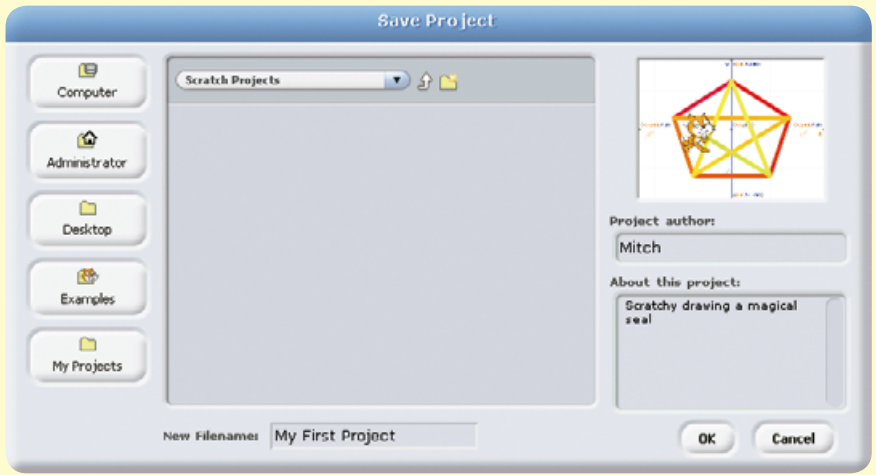 Save Project
Computer
Administrator
Desktop
Examples
My Projects
Scratch Projects
New Filename: My First Project
Project author:
Mitch
About this project:
Scratchy drawing a magical
seal
OK
Cancel